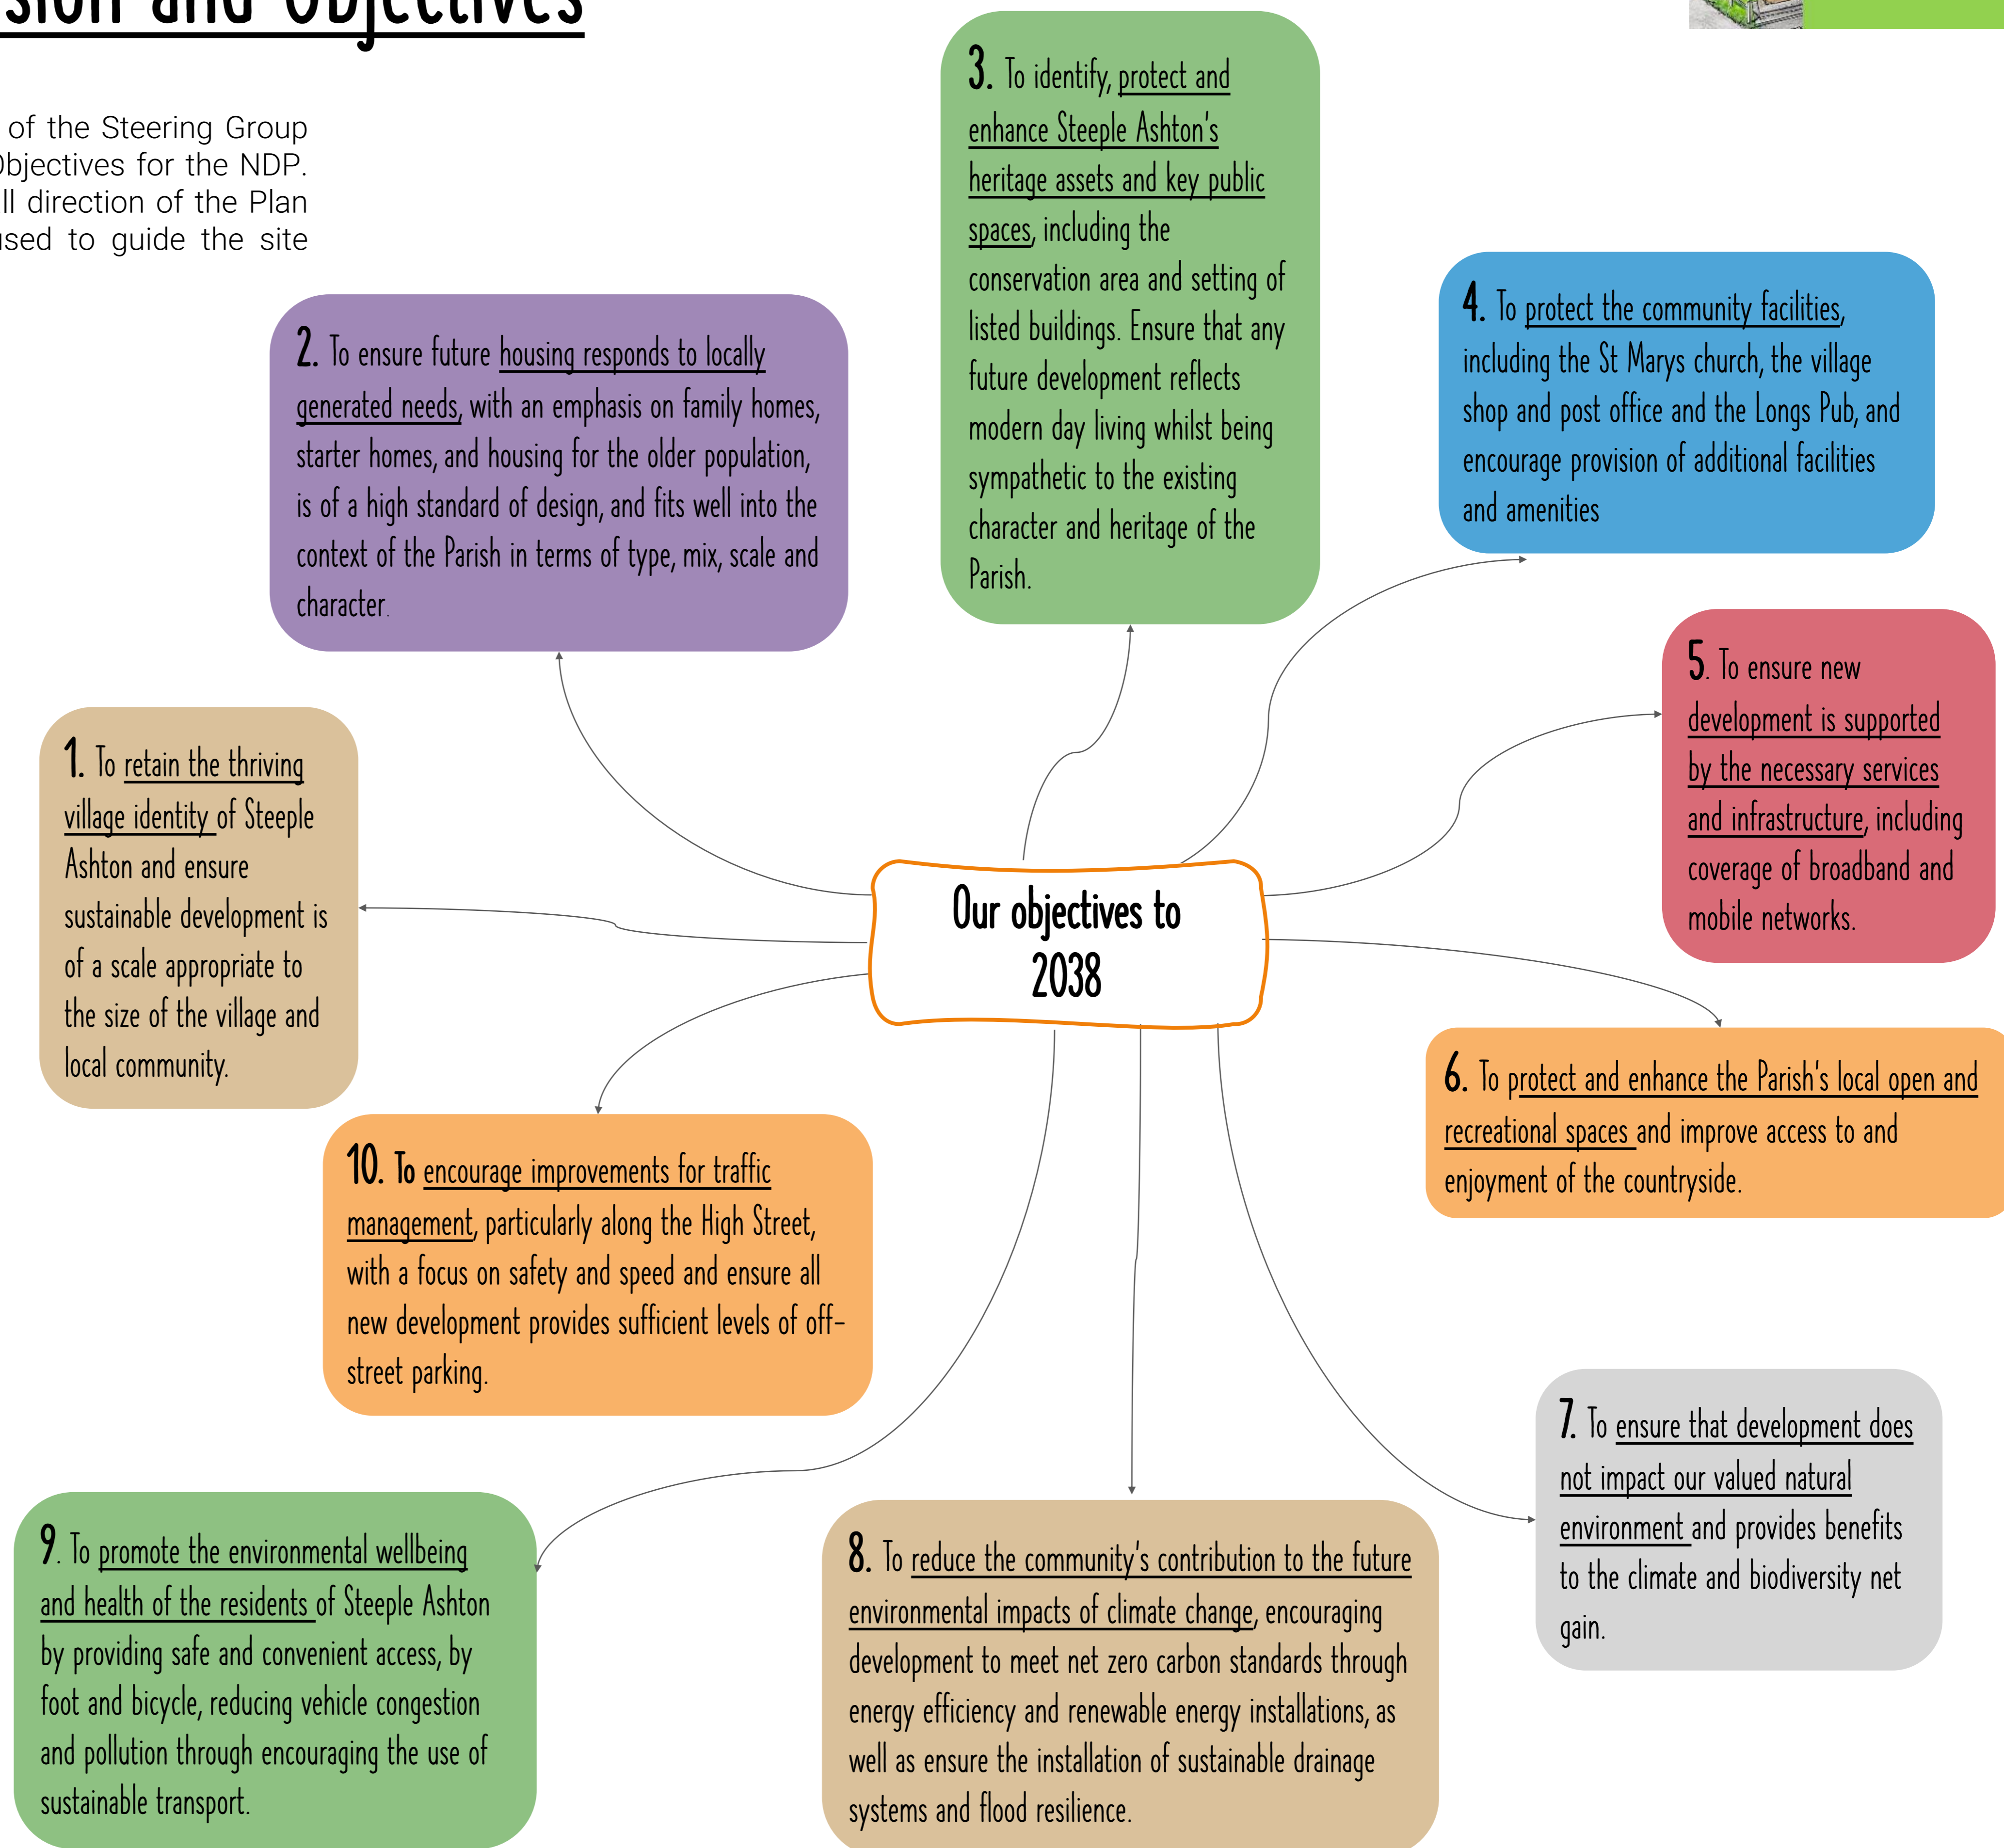 sion and Objectives
of the Steering Group
Objectives for the NDP.
ll direction of the Plan
used to guide the site
3. To identify, protect and
enhance Steeple Ashton's
heritage assets and key public
spaces, including the
conservation area and setting of
listed buildings. Ensure that any
future development reflects
modern day living whilst being
sympathetic to the existing
character and heritage of the
Parish.
4. To protect the community facilities,
including the St Marys church, the village
shop and post office and the Longs Pub, and
encourage provision of additional facilities
and amenities
2. To ensure future housing responds to locally
generated needs, with an emphasis on family homes,
starter homes, and housing for the older population,
is of a high standard of design, and fits well into the
context of the Parish in terms of type, mix, scale and
character.
5. To ensure new
development is supported
by the necessary services
and infrastructure, including
coverage of broadband and
mobile networks.
1. To retain the thriving
village identity of Steeple
Ashton and ensure
sustainable development is
of a scale appropriate to
the size of the village and
local community.
Our objectives to
2038
6. To protect and enhance the Parish's local open and
recreational spaces and improve access to and
enjoyment of the countryside.
10. To encourage improvements for traffic
management, particularly along the High Street,
with a focus on safety and speed and ensure all
new development provides sufficient levels of off-
street parking.
7. To ensure that development does
not impact our valued natural
environment and provides benefits
to the climate and biodiversity net
gain.
9. To promote the environmental wellbeing
and health of the residents of Steeple Ashton
by providing safe and convenient access, by
foot and bicycle, reducing vehicle congestion
and pollution through encouraging the use of
sustainable transport.
8. To reduce the community's contribution to the future
environmental impacts of climate change, encouraging
development to meet net zero carbon standards through
energy efficiency and renewable energy installations, as
well as ensure the installation of sustainable drainage
systems and flood resilience.